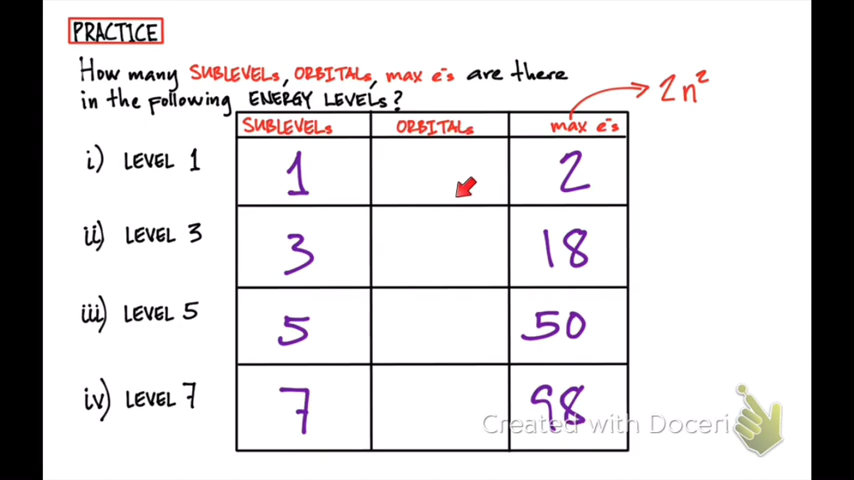 PRACTICE
How many SUBLEVELs, ORBITALs, max e⁻s are there
in the following ENERGY LEVELs?
2n²
SUBLEVELs ORBITALs max e⁻s
i) LEVEL 1 1 2
ii) LEVEL 3 3 18
iii) LEVEL 5 5 50
iv) LEVEL 7 7 98
Created with Doceri